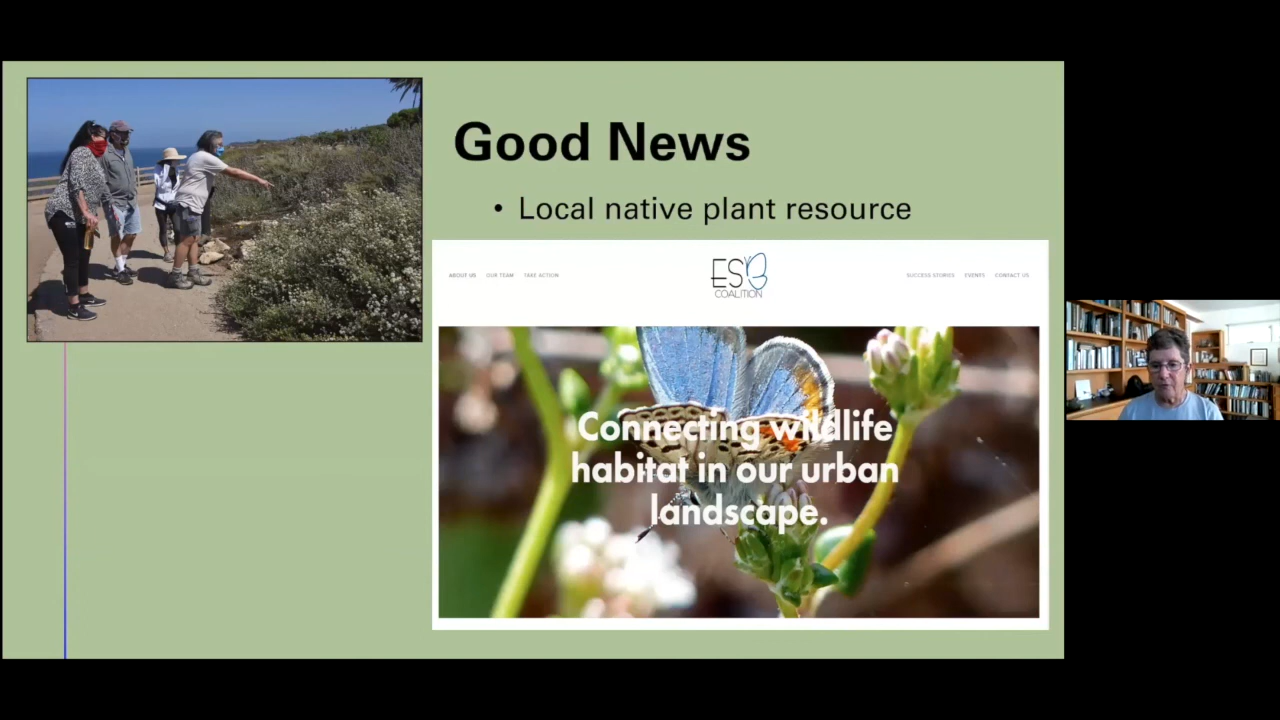 Good News
• Local native plant resource
ABOUT US OUR TEAM TAKE ACTION
ESB
COALITION
SUCCESS STORIES EVENTS CONTACT US
Connecting wildlife
habitat in our urban
landscape.